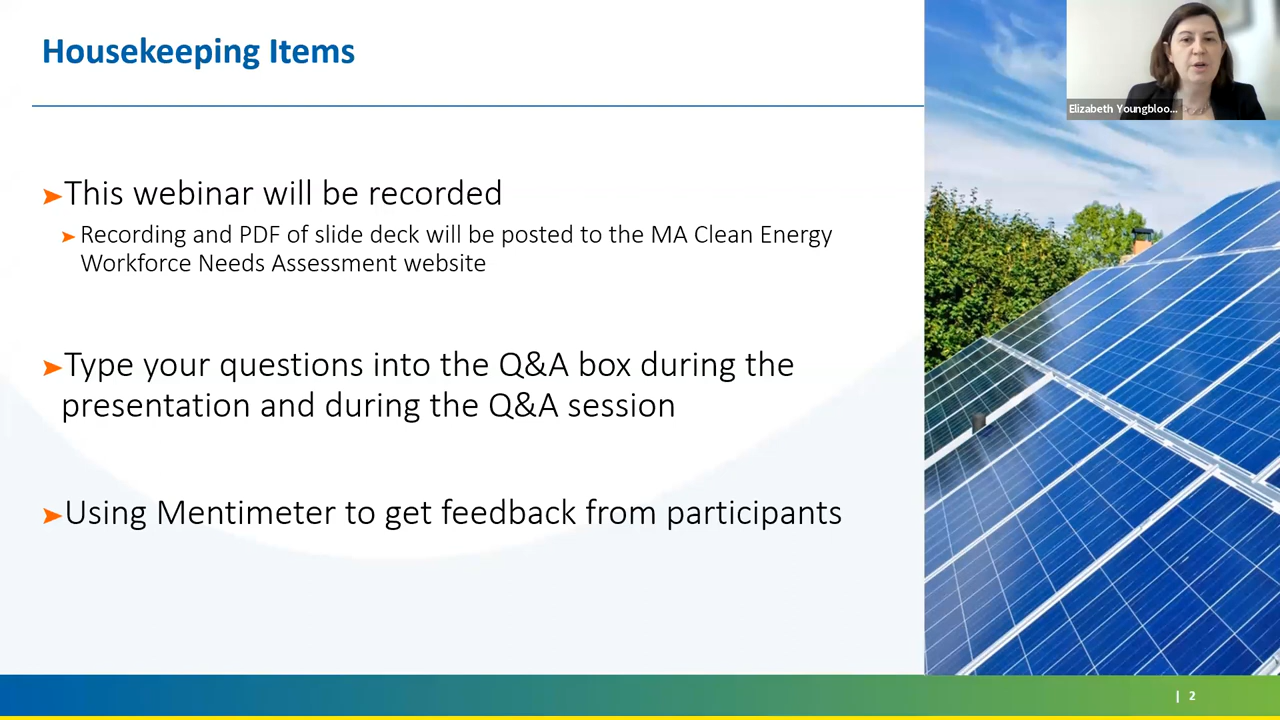 Housekeeping Items
Elizabeth Youngbloo...
This webinar will be recorded
Recording and PDF of slide deck will be posted to the MA Clean Energy
Workforce Needs Assessment website
Type your questions into the Q&A box during the
presentation and during the Q&A session
Using Mentimeter to get feedback from participants
| 2